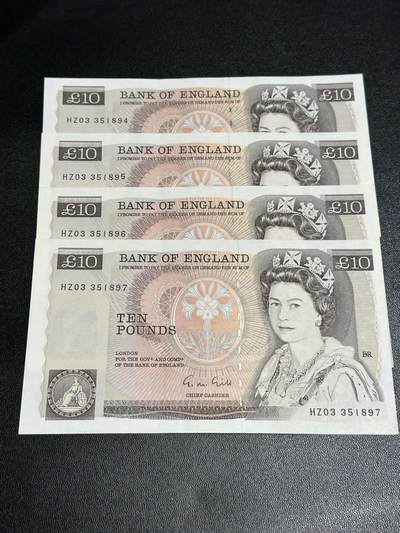 BANK OF ENGLAND
£10
£10
I PROMISE TO PAY THE BEARER ON DEMAND THE SUM OF
HZ03 351894
BANK OF ENGLAND
£10
£10
I PROMISE TO PAY THE BEARER ON DEMAND THE SUM OF
HZ03 351895
BANK OF ENGLAND
£10
£10
I PROMISE TO PAY THE BEARER ON DEMAND THE SUM OF
HZ03 351896
BANK OF ENGLAND
£10
£10
I PROMISE TO PAY THE BEARER ON DEMAND THE SUM OF
HZ03 351897
TEN
POUNDS
LONDON
FOR THE GOVR AND COMPA
OF THE BANK OF ENGLAND
CHIEF CASHIER
HZ03 351897